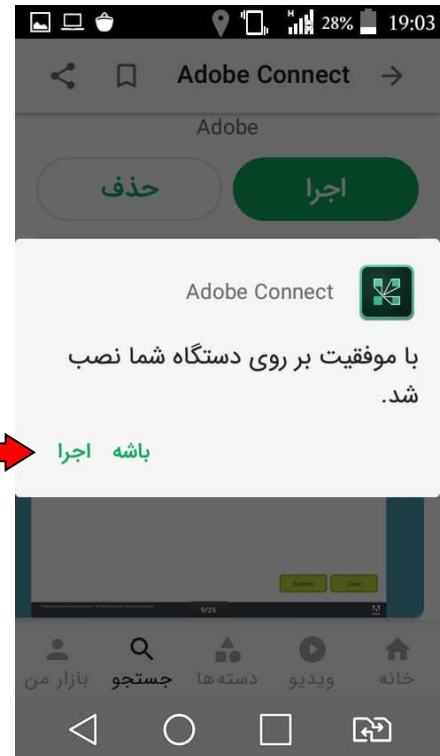 28% 19:03
Adobe Connect
Adobe
اجرا
حذف
Adobe Connect
با موفقیت بر روی دستگاه شما نصب
شد.
باشه اجرا
Submit Clear
9/25
خانه ویدیو دسته‌ها جستجو بازار من